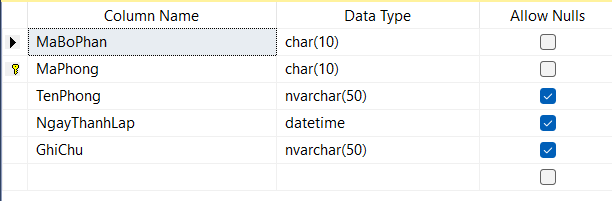 Column Name Data Type Allow Nulls
MaBoPhan char(10)
MaPhong char(10)
TenPhong nvarchar(50)
NgayThanhLap datetime
GhiChu nvarchar(50)